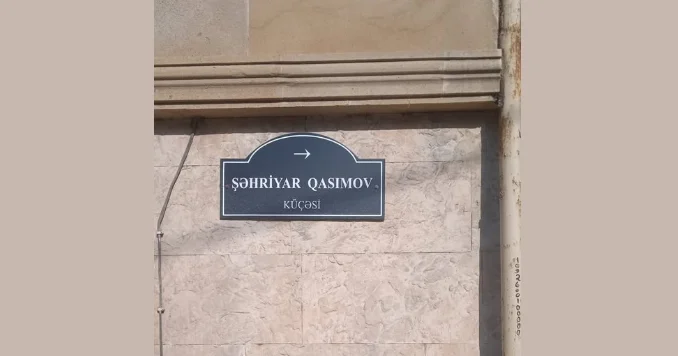 →
ŞƏHRİYAR QASIMOV
KÜÇƏSİ